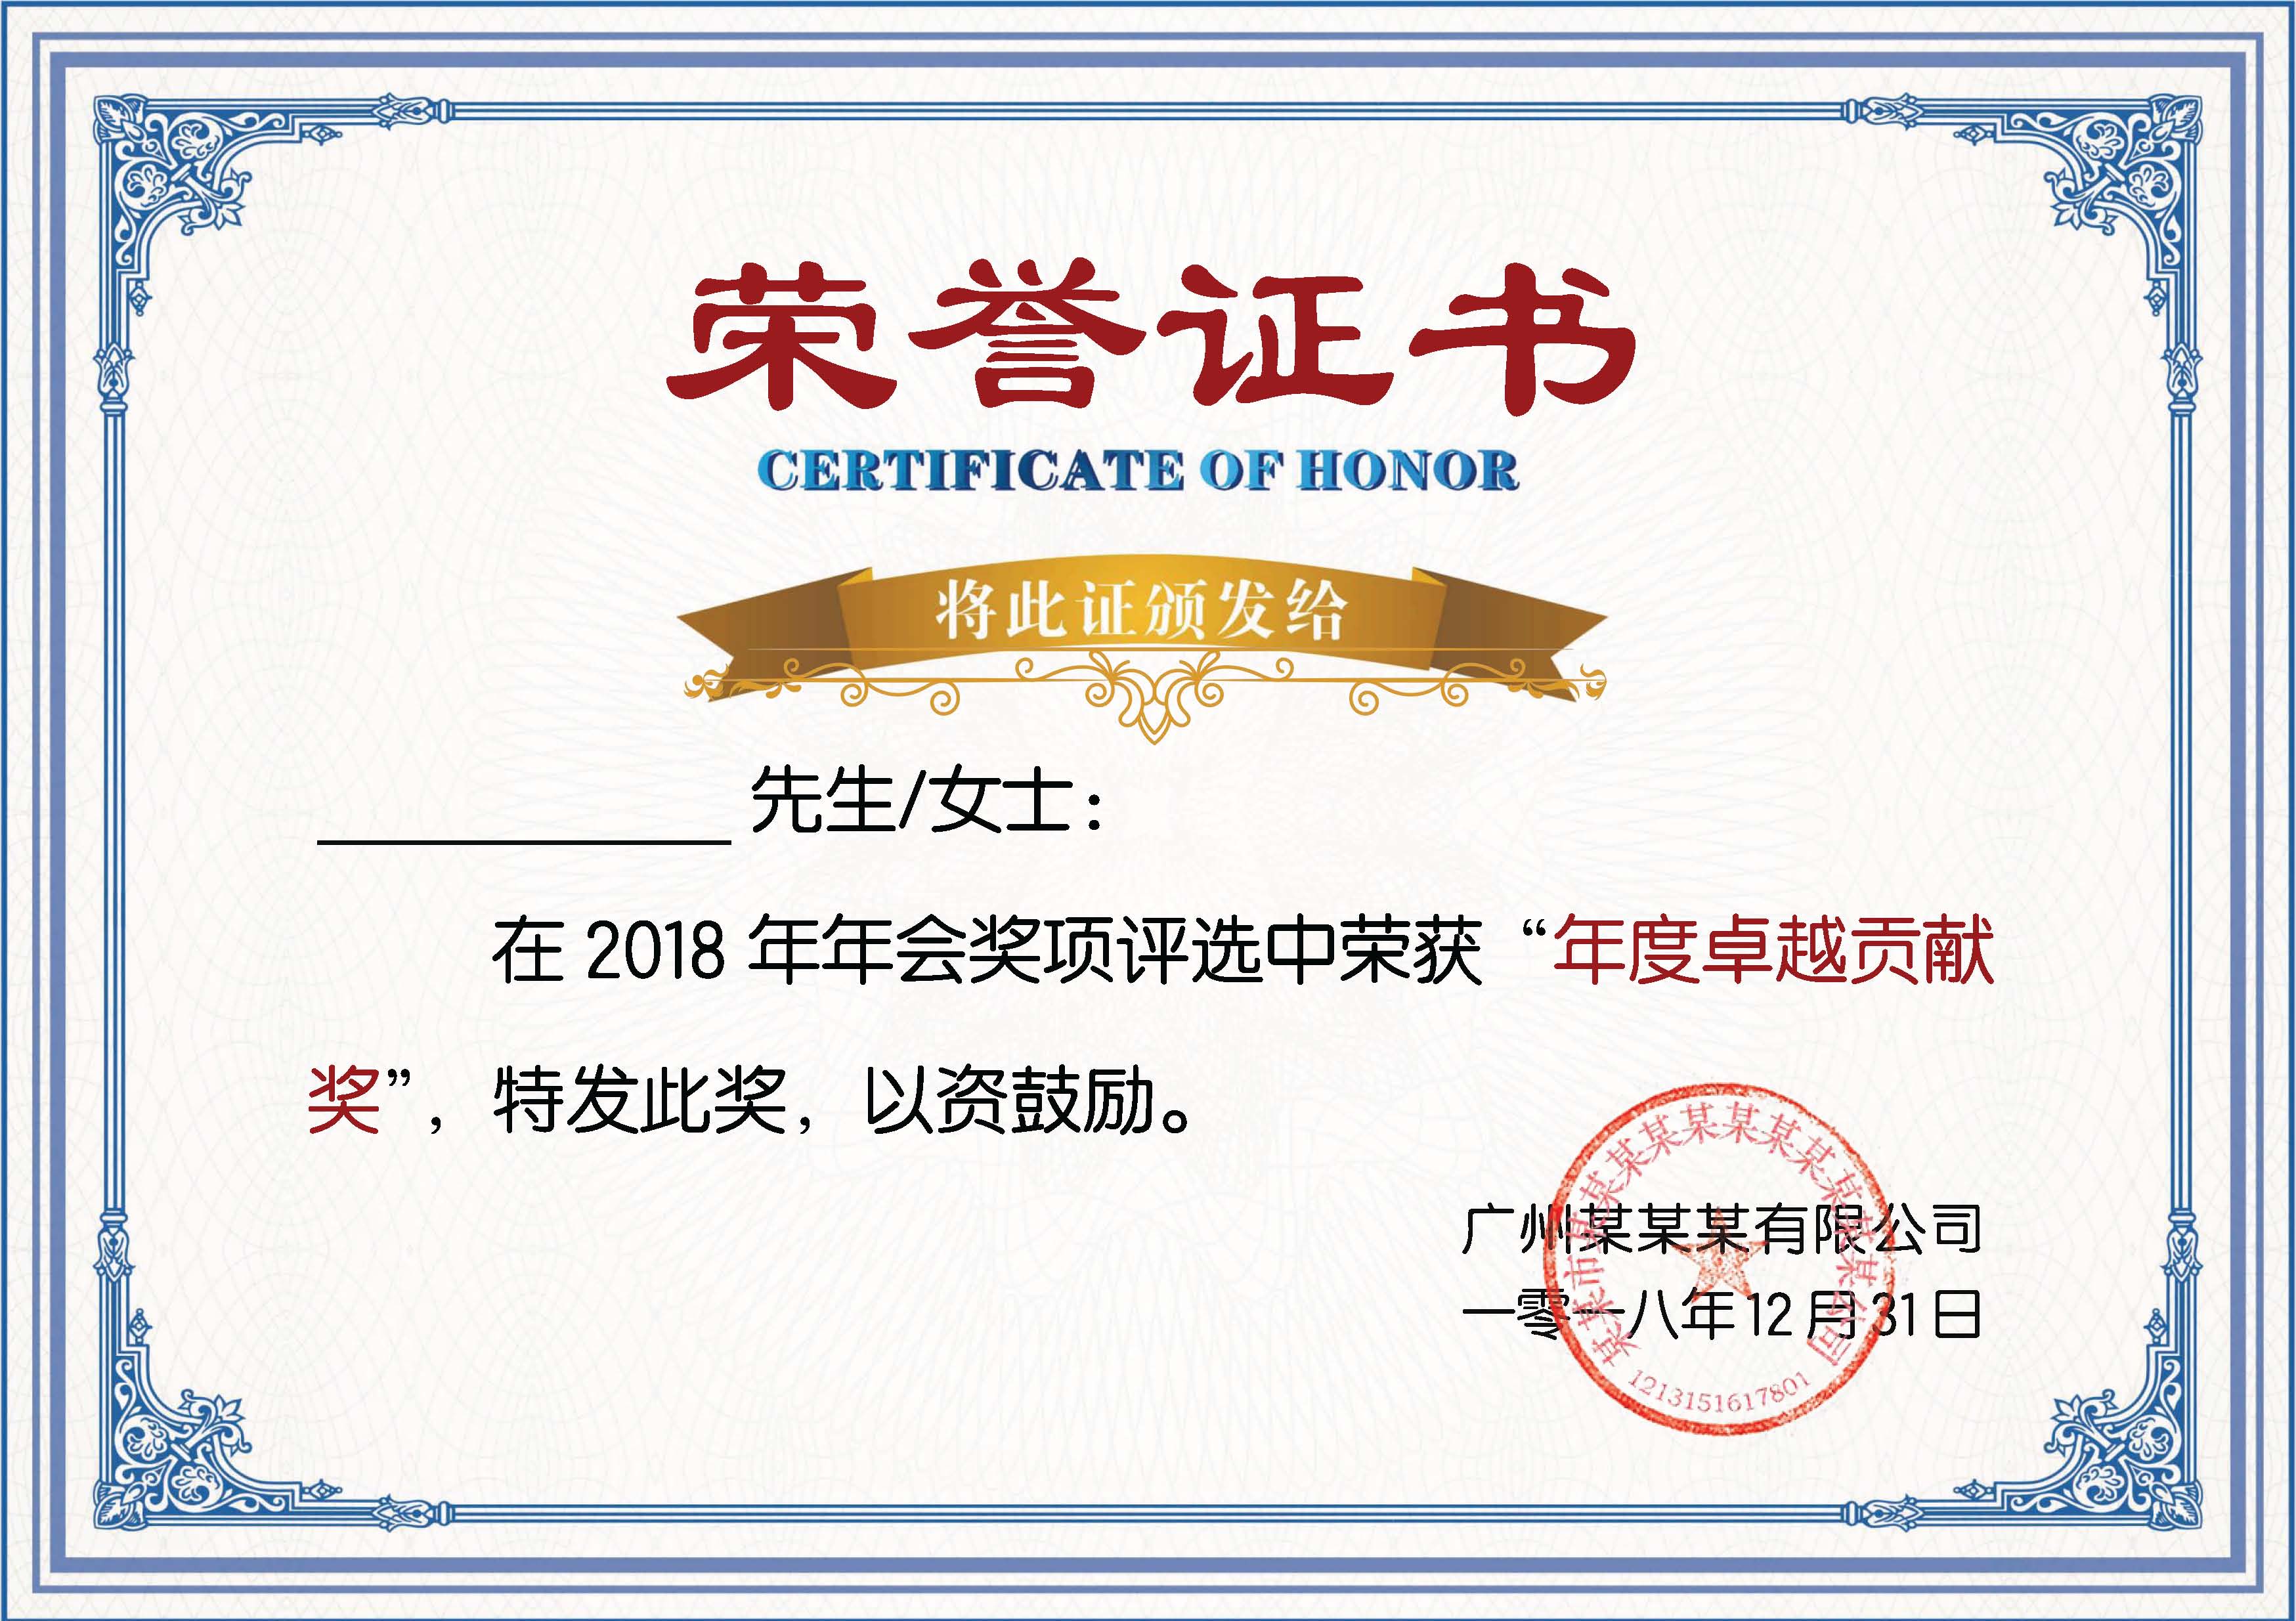 荣誉证书
CERTIFICATE OF HONOR
将此证颁发给
先生/女士：
在 2018 年年会奖项评选中荣获“年度卓越贡献
奖”，特发此奖，以资鼓励。
广州某某某有限公司
一零一八年12月31日
某某市某某某某某某某某某某某某公司
1213151617801